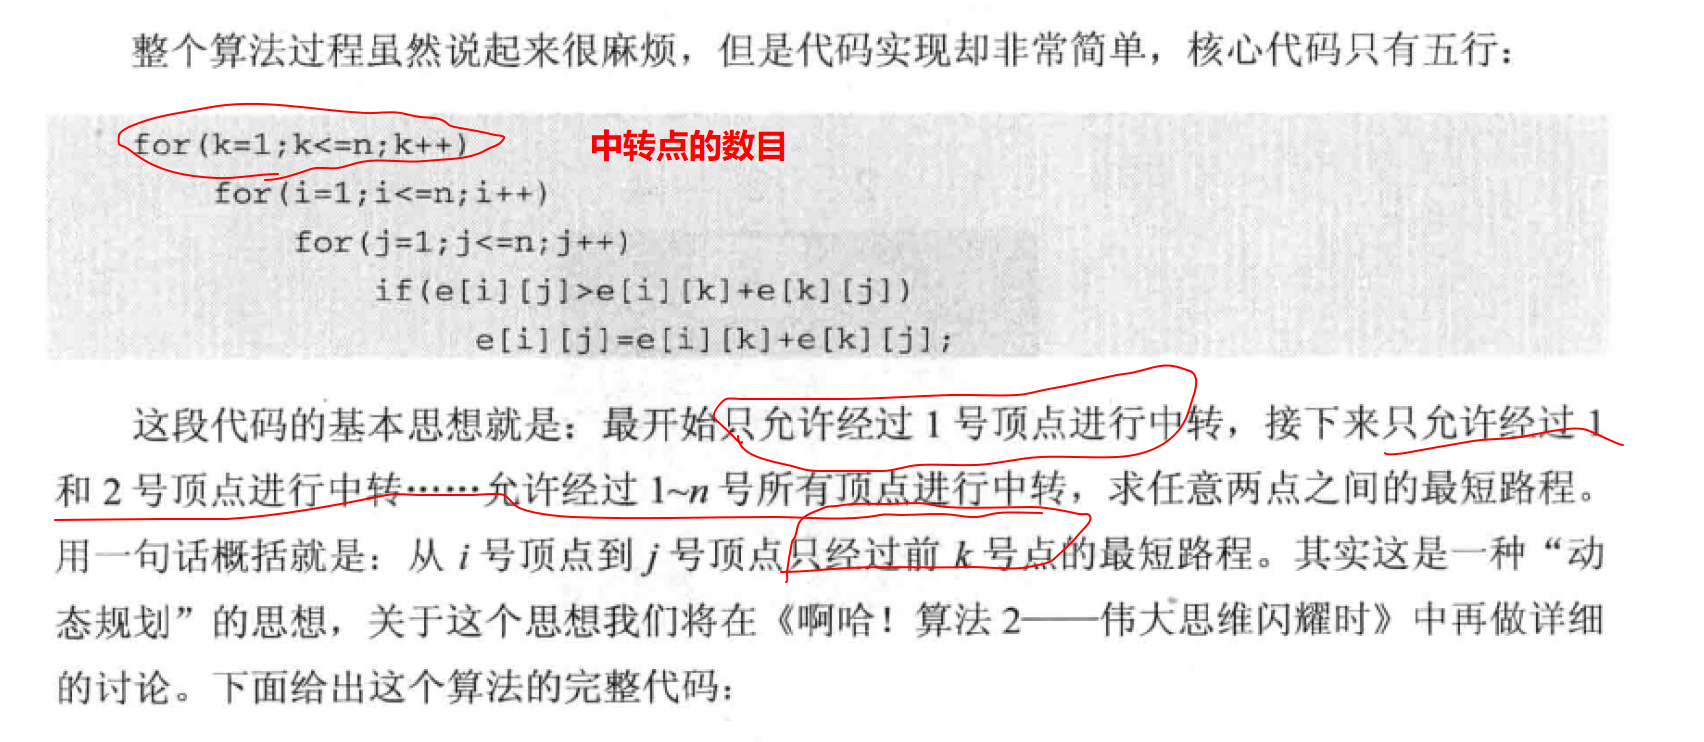 整个算法过程虽然说起来很麻烦，但是代码实现却非常简单，核心代码只有五行：
for(k=1;k<=n;k++) 中转点的数目
for(i=1;i<=n;i++)
for(j=1;j<=n;j++)
if(e[i][j]>e[i][k]+e[k][j])
e[i][j]=e[i][k]+e[k][j];
这段代码的基本思想就是：最开始只允许经过 1 号顶点进行中转，接下来只允许经过 1
和 2 号顶点进行中转……允许经过 1~n 号所有顶点进行中转，求任意两点之间的最短路程。
用一句话概括就是：从 i 号顶点到 j 号顶点只经过前 k 号点的最短路程。其实这是一种“动
态规划”的思想，关于这个思想我们将在《啊哈！算法 2——伟大思维闪耀时》中再做详细
的讨论。下面给出这个算法的完整代码：